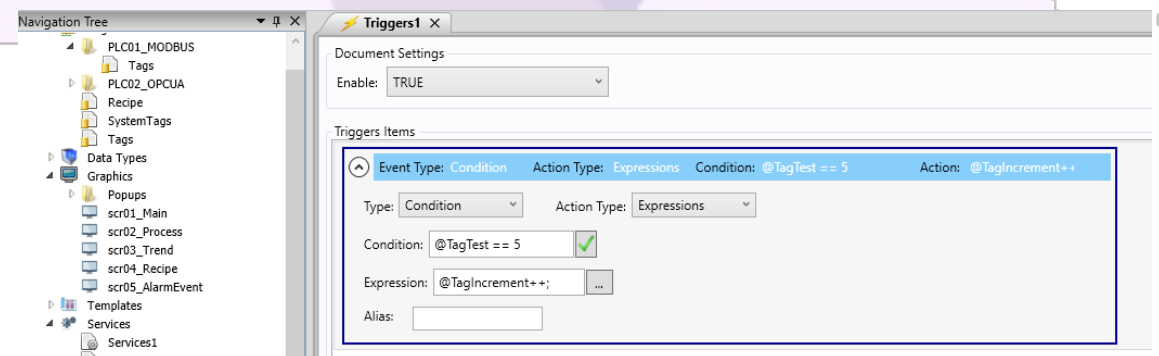 Navigation Tree
PLC01_MODBUS
Tags
PLC02_OPCUA
Recipe
SystemTags
Tags
Data Types
Graphics
Popups
scr01_Main
scr02_Process
scr03_Trend
scr04_Recipe
scr05_AlarmEvent
Templates
Services
Services1
Triggers1
Document Settings
Enable: TRUE
Triggers Items
Event Type: Condition Action Type: Expressions Condition: @TagTest == 5 Action: @TagIncrement++
Type: Condition Action Type: Expressions
Condition: @TagTest == 5
Expression: @TagIncrement++; ...
Alias: